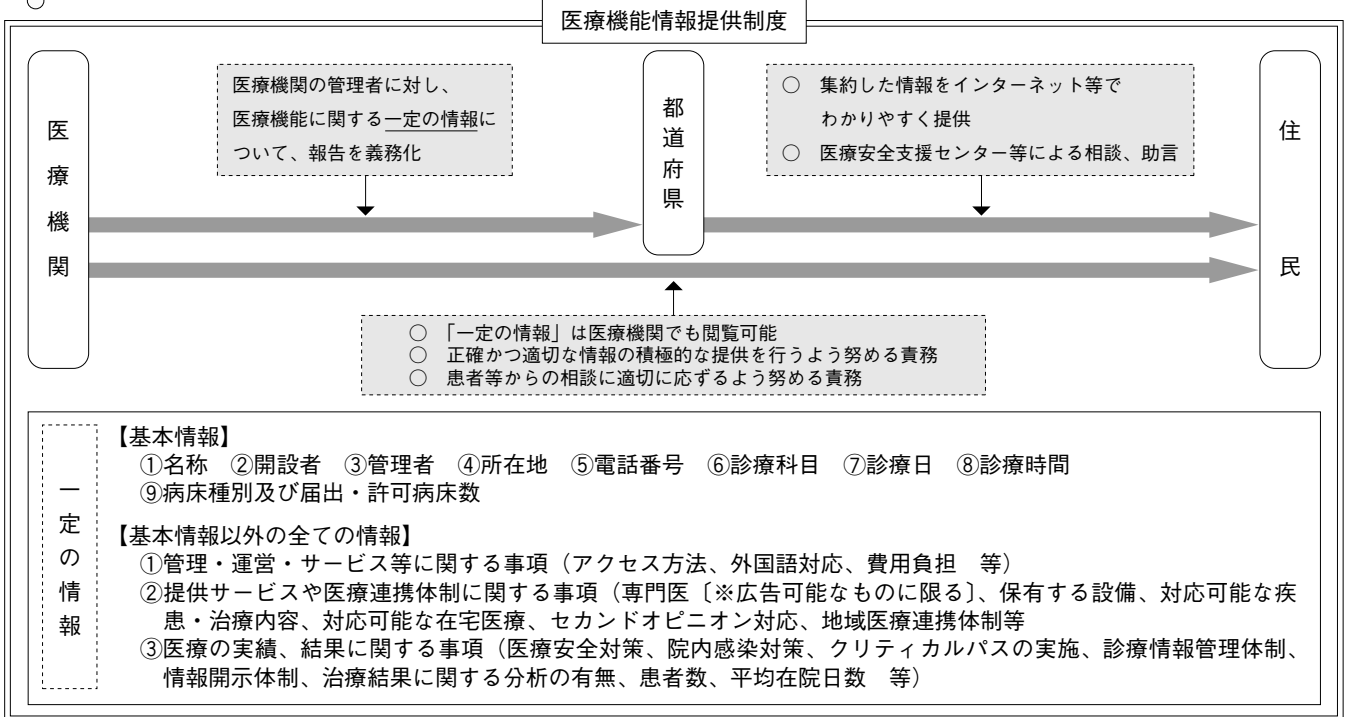 ○
医療機能情報提供制度
医療機関
医療機関の管理者に対し、
医療機能に関する一定の情報に
ついて、報告を義務化
都道府県
○　集約した情報をインターネット等で
わかりやすく提供
○　医療安全支援センター等による相談、助言
住民
○　「一定の情報」は医療機関でも閲覧可能
○　正確かつ適切な情報の積極的な提供を行うよう努める責務
○　患者等からの相談に適切に応ずるよう努める責務
一定の情報
【基本情報】
①名称　②開設者　③管理者　④所在地　⑤電話番号　⑥診療科目　⑦診療日　⑧診療時間
⑨病床種別及び届出・許可病床数
【基本情報以外の全ての情報】
①管理・運営・サービス等に関する事項（アクセス方法、外国語対応、費用負担　等）
②提供サービスや医療連携体制に関する事項（専門医〔※広告可能なものに限る〕、保有する設備、対応可能な疾
患・治療内容、対応可能な在宅医療、セカンドオピニオン対応、地域医療連携体制等
③医療の実績、結果に関する事項（医療安全対策、院内感染対策、クリティカルパスの実施、診療情報管理体制、
情報開示体制、治療結果に関する分析の有無、患者数、平均在院日数　等）